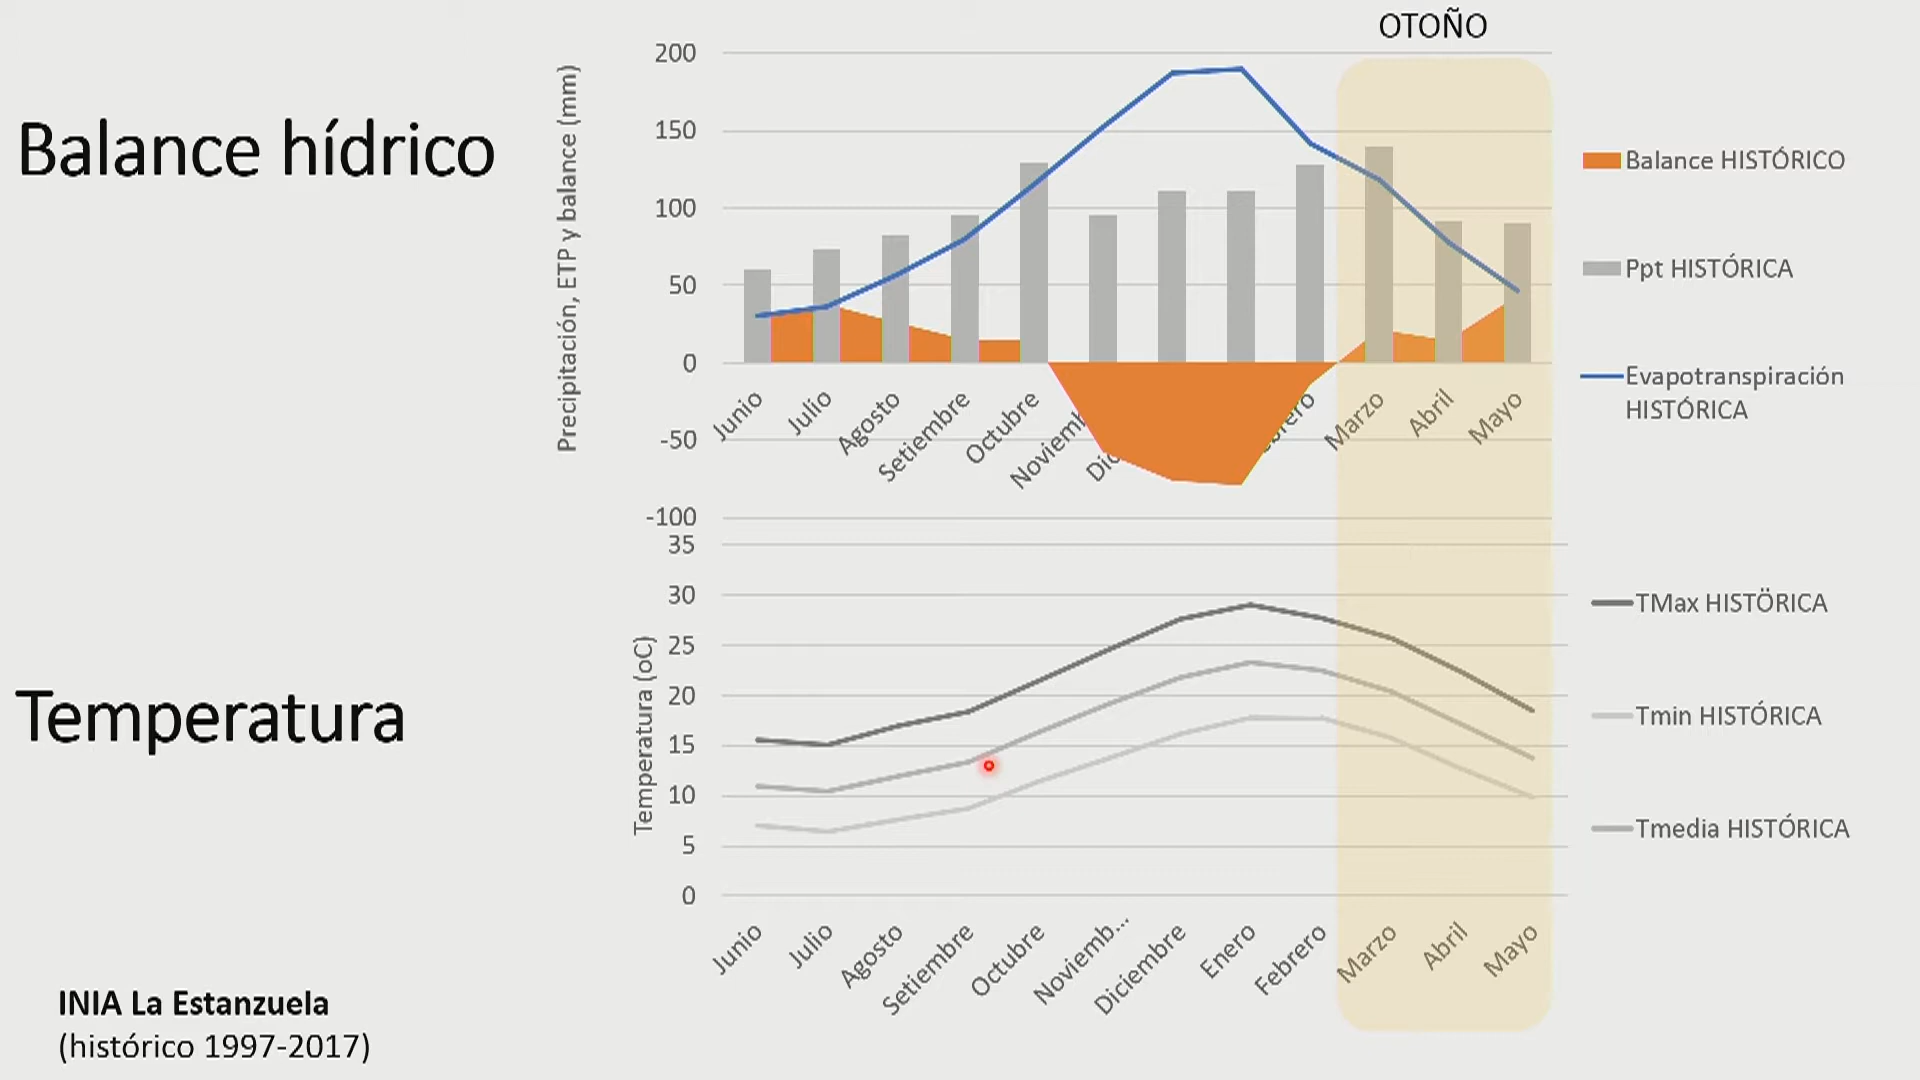 OTOÑO
Balance hídrico
Precipitación, ETP y balance (mm)
200
150
100
50
0
-50
-100
Junio
Julio
Agosto
Setiembre
Octubre
Marzo
Abril
Mayo
Balance HISTÓRICO
Ppt HISTÓRICA
Evapotranspiración
HISTÓRICA
Temperatura
Temperatura (oC)
35
30
25
20
15
10
5
0
Junio
Julio
Agosto
Setiembre
Octubre
Noviemb...
Diciembre
Enero
Febrero
Marzo
Abril
Mayo
TMax HISTÖRICA
Tmin HISTÓRICA
Tmedia HISTÓRICA
INIA La Estanzuela
(histórico 1997-2017)